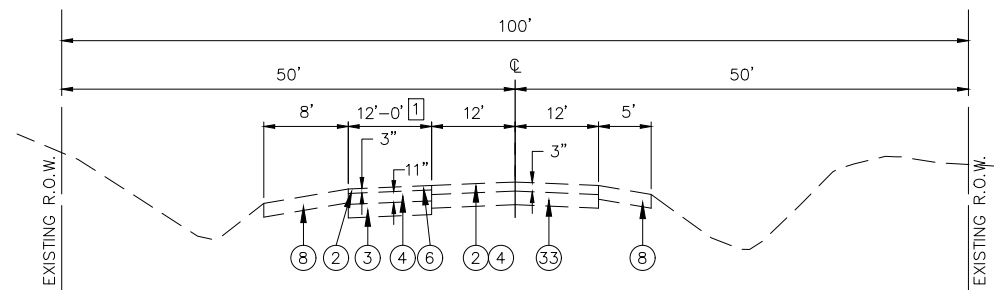 100'
℄
50' 50'
8' 12'-0' 1 12' 12' 5'
3" 3"
11"
EXISTING R.O.W.
EXISTING R.O.W.
8 2 3 4 6 2 4 33 8